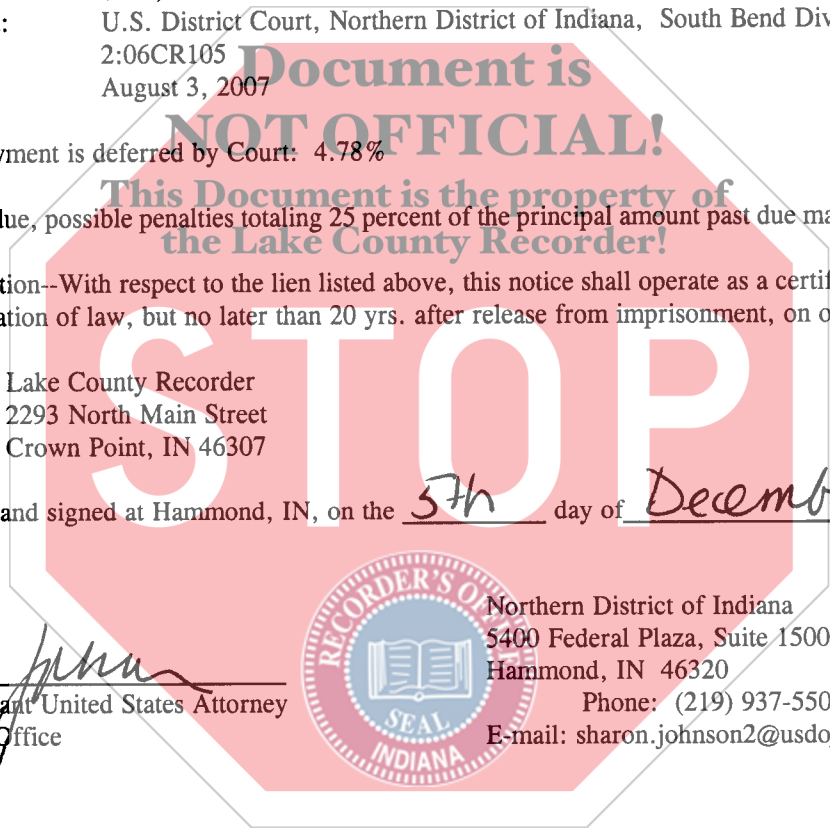 U.S. District Court, Northern District of Indiana, South Bend Div
2:06CR105
August 3, 2007
Document is
NOT OFFICIAL!
yment is deferred by Court: 4.78%
This Document is the property of
lue, possible penalties totaling 25 percent of the principal amount past due ma
the Lake County Recorder!
tion--With respect to the lien listed above, this notice shall operate as a certif
ation of law, but no later than 20 yrs. after release from imprisonment, on o
STOP
Lake County Recorder
2293 North Main Street
Crown Point, IN 46307
and signed at Hammond, IN, on the 5th day of Decemb
RECORDER'S OFFICE
SEAL
INDIANA
Northern District of Indiana
5400 Federal Plaza, Suite 1500
Hammond, IN 46320
Phone: (219) 937-550
E-mail: sharon.johnson2@usdo
ant United States Attorney
Office